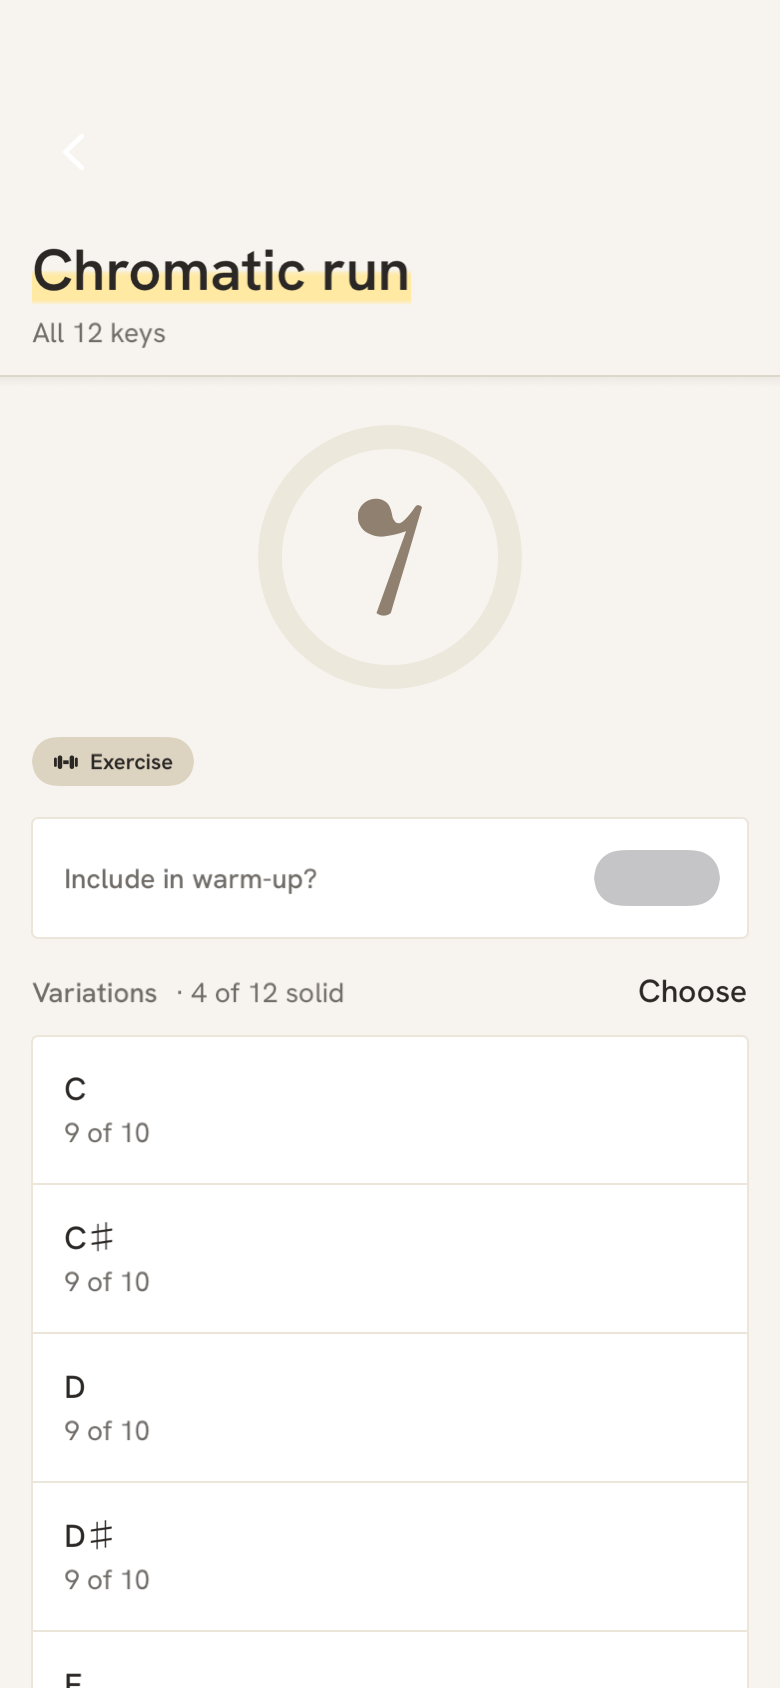 Chromatic run
All 12 keys
Exercise
Include in warm-up?
Variations · 4 of 12 solid
Choose
C
9 of 10
C♯
9 of 10
D
9 of 10
D♯
9 of 10